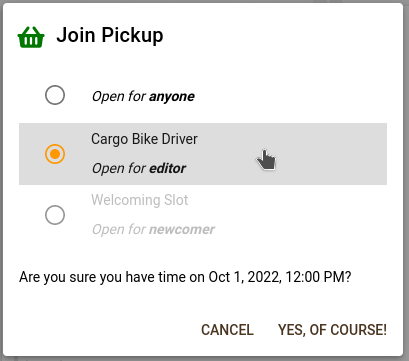 Join Pickup
Open for anyone
Cargo Bike Driver
Open for editor
Welcoming Slot
Open for newcomer
Are you sure you have time on Oct 1, 2022, 12:00 PM?
CANCEL YES, OF COURSE!